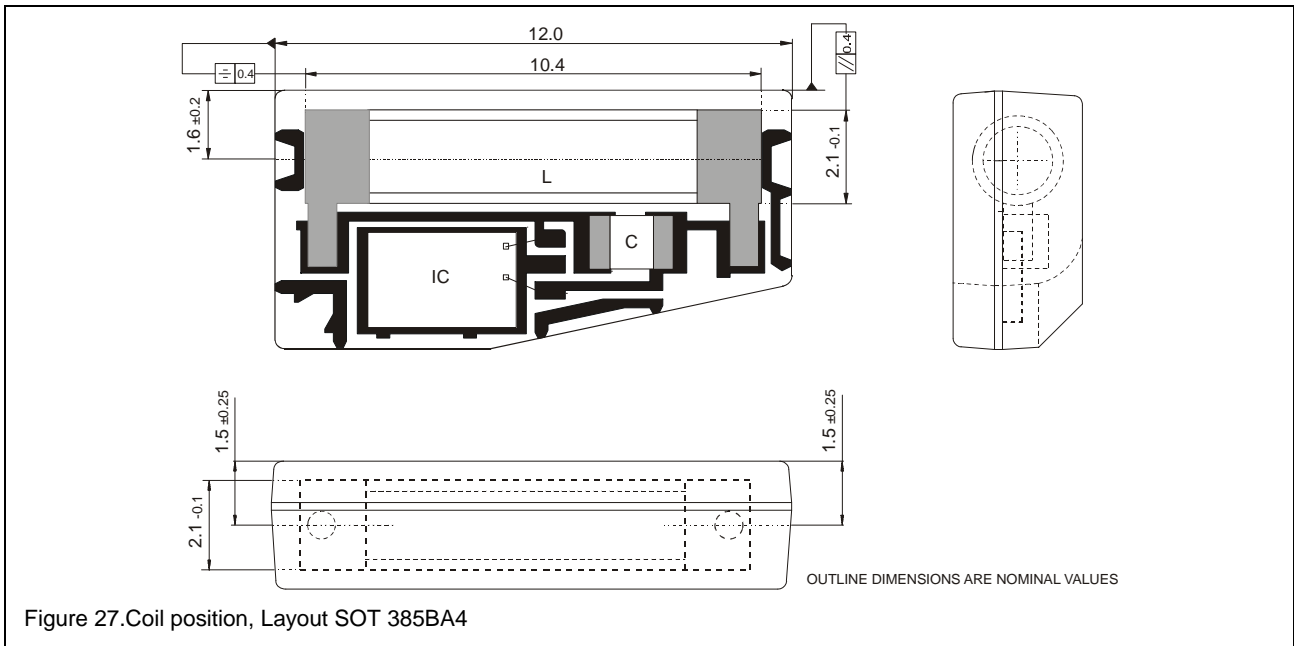 12.0
10.4
⌯ 0.4
// 0.4
1.6 ±0.2
2.1 -0.1
L
C
IC
1.5 ±0.25
1.5 ±0.25
2.1 -0.1
OUTLINE DIMENSIONS ARE NOMINAL VALUES
Figure 27.Coil position, Layout SOT 385BA4